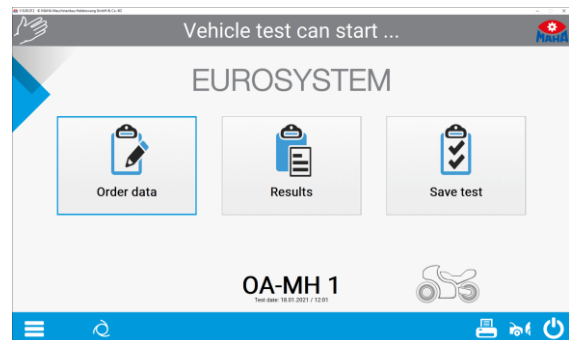 Vehicle test can start ...
MAHA
EUROSYSTEM
Order data
Results
Save test
OA-MH 1
Test date: 18.01.2021 / 12:01